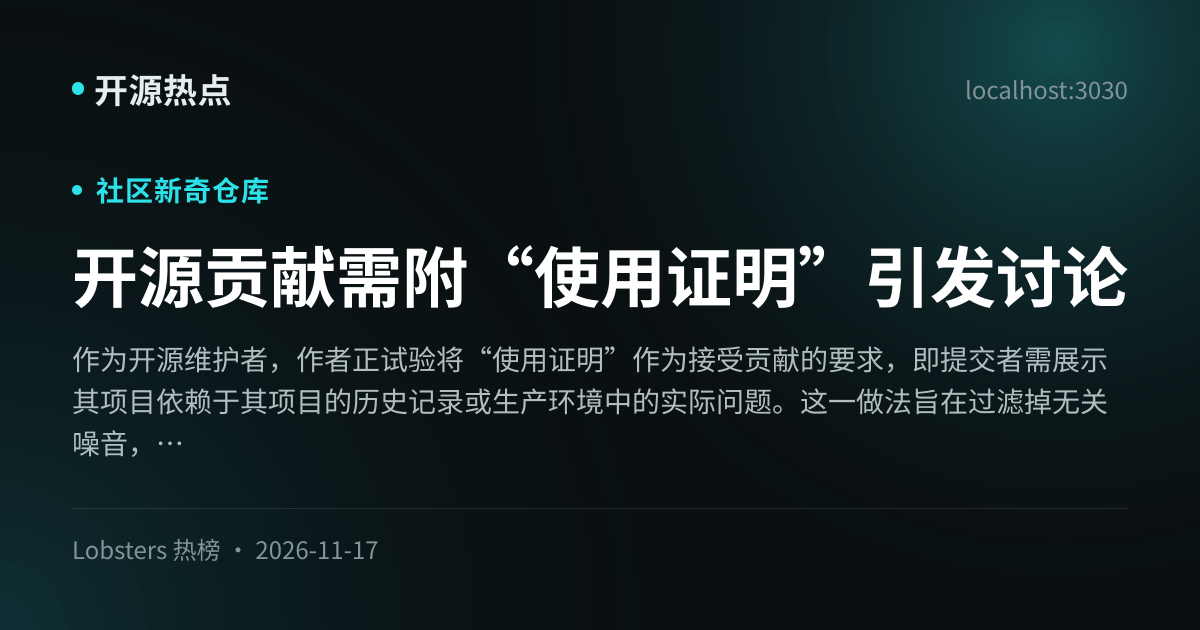 开源热点
localhost:3030
社区新奇仓库
开源贡献需附“使用证明”引发讨论
作为开源维护者，作者正试验将“使用证明”作为接受贡献的要求，即提交者需展示
其项目依赖于其项目的历史记录或生产环境中的实际问题。这一做法旨在过滤掉无关
噪音，…
Lobsters 热榜 · 2026-11-17